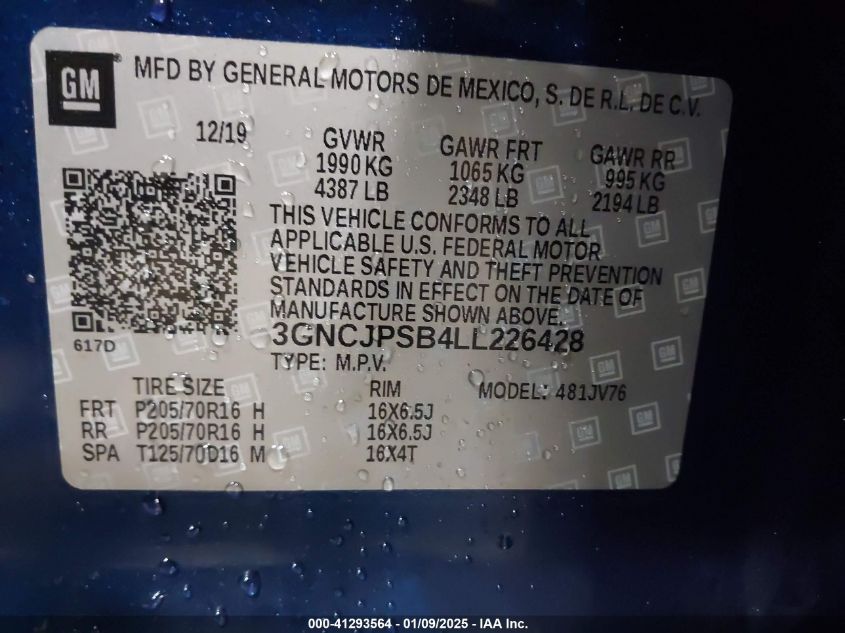 GM
MFD BY GENERAL MOTORS DE MEXICO, S. DE R.L. DE C.V.
12/19
GVWR
1990 KG
4387 LB
GAWR FRT
1065 KG
2348 LB
GAWR RR
995 KG
2194 LB
THIS VEHICLE CONFORMS TO ALL
APPLICABLE U.S. FEDERAL MOTOR
VEHICLE SAFETY AND THEFT PREVENTION
STANDARDS IN EFFECT ON THE DATE OF
MANUFACTURE SHOWN ABOVE.
617D
3GNCJPSB4LL226428
TYPE: M.P.V.
TIRE SIZE RIM MODEL: 481JV76
FRT P205/70R16 H 16X6.5J
RR P205/70R16 H 16X6.5J
SPA T125/70D16 M 16X4T
000-41293564 - 01/09/2025 - IAA Inc.